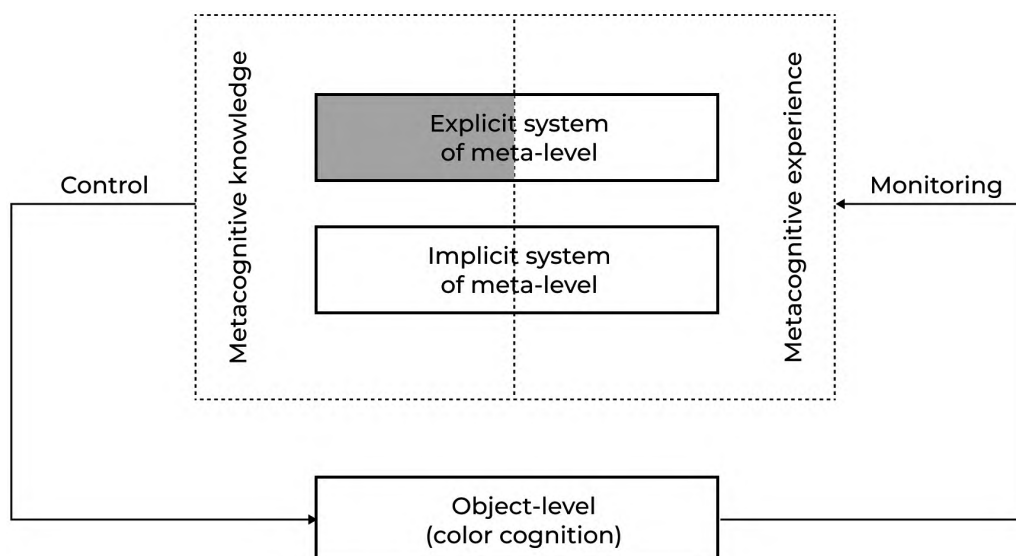 Metacognitive knowledge
Explicit system
of meta-level
Metacognitive experience
Control
Monitoring
Implicit system
of meta-level
Object-level
(color cognition)